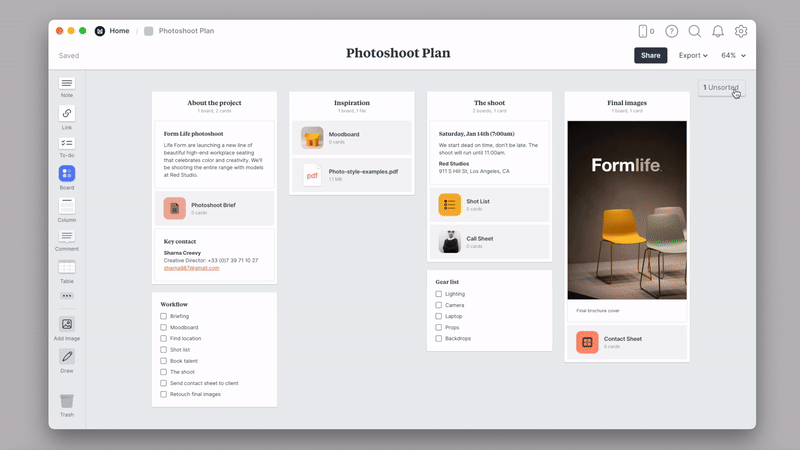 Home / Photoshoot Plan
0
Saved
Photoshoot Plan
Share
Export
64%
1 Unsorted
Note
Link
To-do
Board
Column
Comment
Table
Add image
Draw
Trash
About the project
1 board, 2 cards
Form Life photoshoot
Life Form are launching a new line of
beautiful high-end workplace seating
that celebrates color and creativity. We'll
be shooting the entire range with models
at Red Studio.
Photoshoot Brief
0 cards
Key contact
Sharna Creevy
Creative Director: +33 (0)7 39 71 10 27
sharna987@gmail.com
Workflow
Briefing
Moodboard
Find location
Shot list
Book talent
The shoot
Send contact sheet to client
Retouch final images
Inspiration
1 board, 1 file
Moodboard
0 cards
pdf
Photo-style-examples.pdf
1.1 MB
The shoot
2 boards, 1 card
Saturday, Jan 14th (7:00am)
We start dead on time, don't be late. The
shoot will run until 11:00am.
Red Studios
911 S Hill St, Los Angeles, CA
Shot List
0 cards
Call Sheet
0 cards
Gear list
Lighting
Camera
Laptop
Props
Backdrops
Final images
1 board, 1 card
Formlife
Final brochure cover
Contact Sheet
0 cards